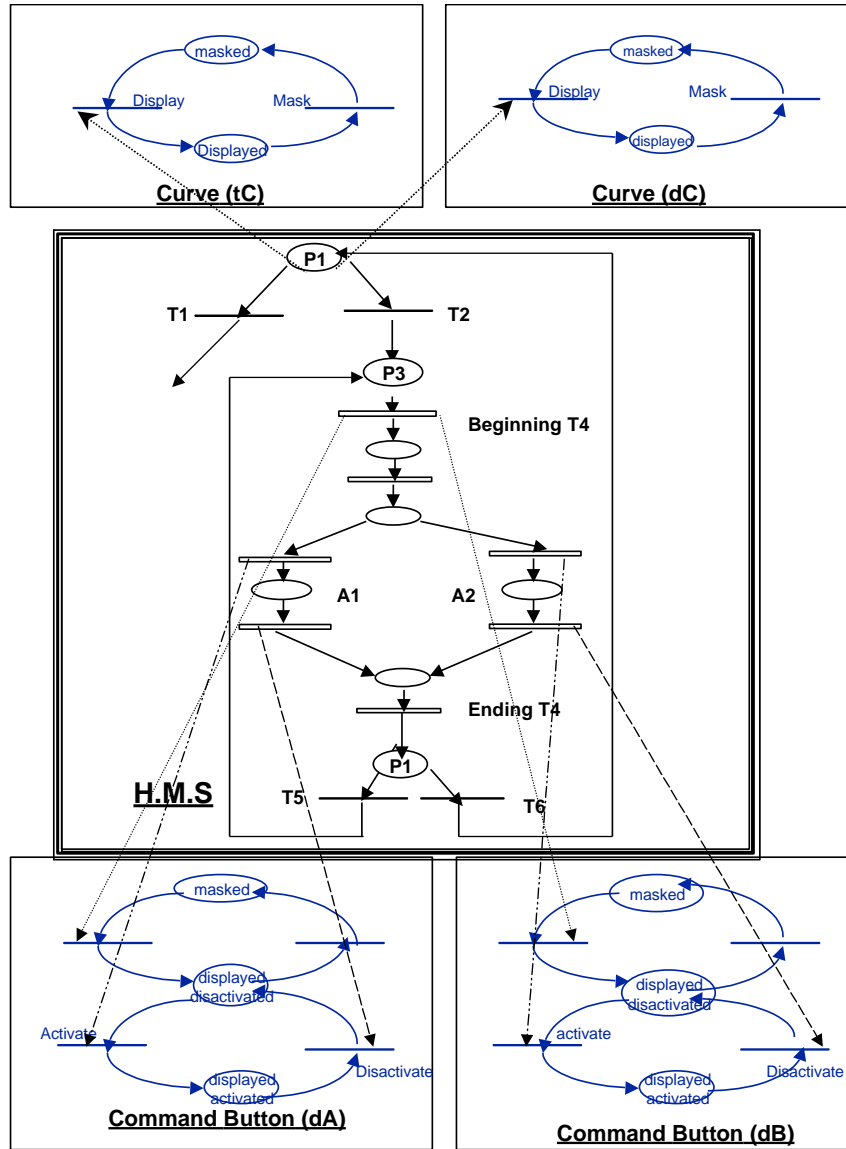 masked
Display
Mask
Displayed
Curve (tC)
masked
Display
Mask
displayed
Curve (dC)
P1
T1
T2
P3
Beginning T4
A1
A2
Ending T4
P1
H.M.S
T5
T6
masked
displayed
disactivated
Activate
Disactivate
displayed
activated
Command Button (dA)
masked
displayed
disactivated
activate
Disactivate
displayed
activated
Command Button (dB)